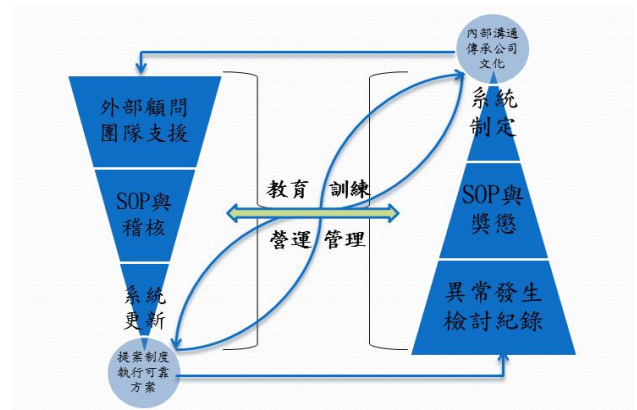 內部溝通
傳承公司
文化
外部顧問
團隊支援
SOP與
稽核
系統
更新
提案制度
執行可靠
方案
教育 訓練
營運 管理
系統
制定
SOP與
獎懲
異常發生
檢討紀錄